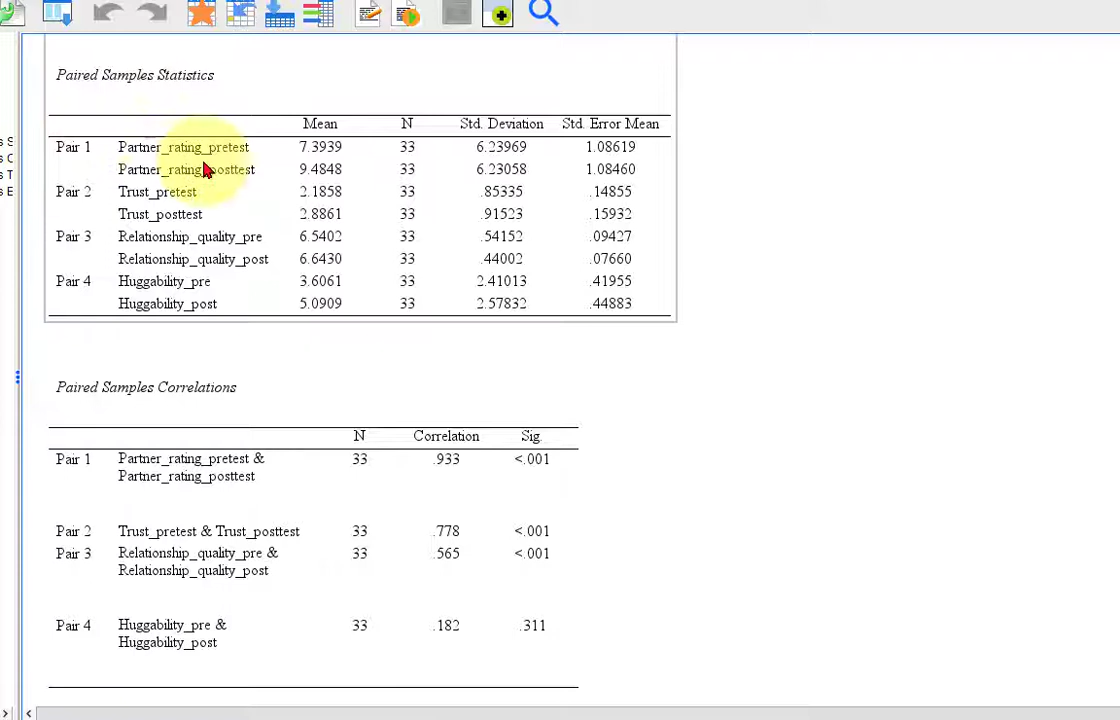 Paired Samples Statistics
Mean N Std. Deviation Std. Error Mean
Pair 1 Partner_rating_pretest 7.3939 33 6.23969 1.08619
Partner_rating_posttest 9.4848 33 6.23058 1.08460
Pair 2 Trust_pretest 2.1858 33 .85335 .14855
Trust_posttest 2.8861 33 .91523 .15932
Pair 3 Relationship_quality_pre 6.5402 33 .54152 .09427
Relationship_quality_post 6.6430 33 .44002 .07660
Pair 4 Huggability_pre 3.6061 33 2.41013 .41955
Huggability_post 5.0909 33 2.57832 .44883
Paired Samples Correlations
N Correlation Sig.
Pair 1 Partner_rating_pretest & 33 .933 <.001
Partner_rating_posttest
Pair 2 Trust_pretest & Trust_posttest 33 .778 <.001
Pair 3 Relationship_quality_pre & 33 .565 <.001
Relationship_quality_post
Pair 4 Huggability_pre & 33 .182 .311
Huggability_post